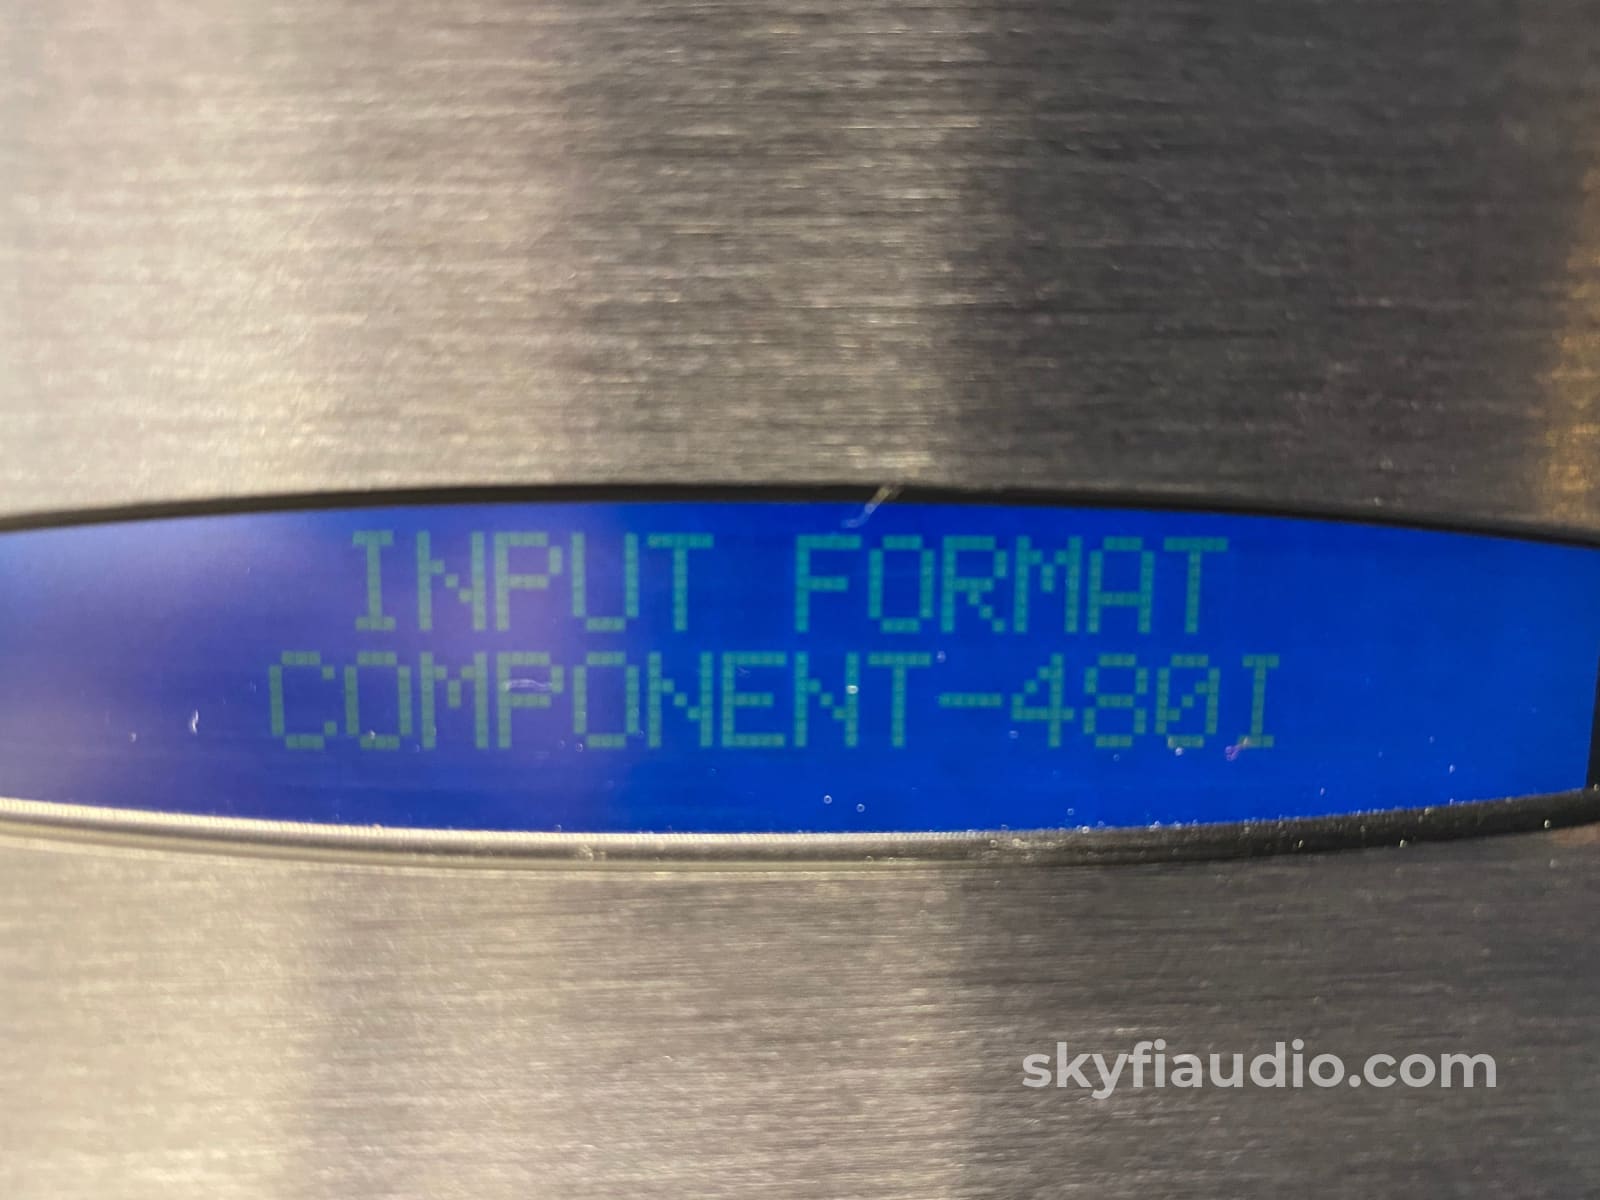 INPUT FORMAT
COMPONENT-480I
skyfiaudio.com